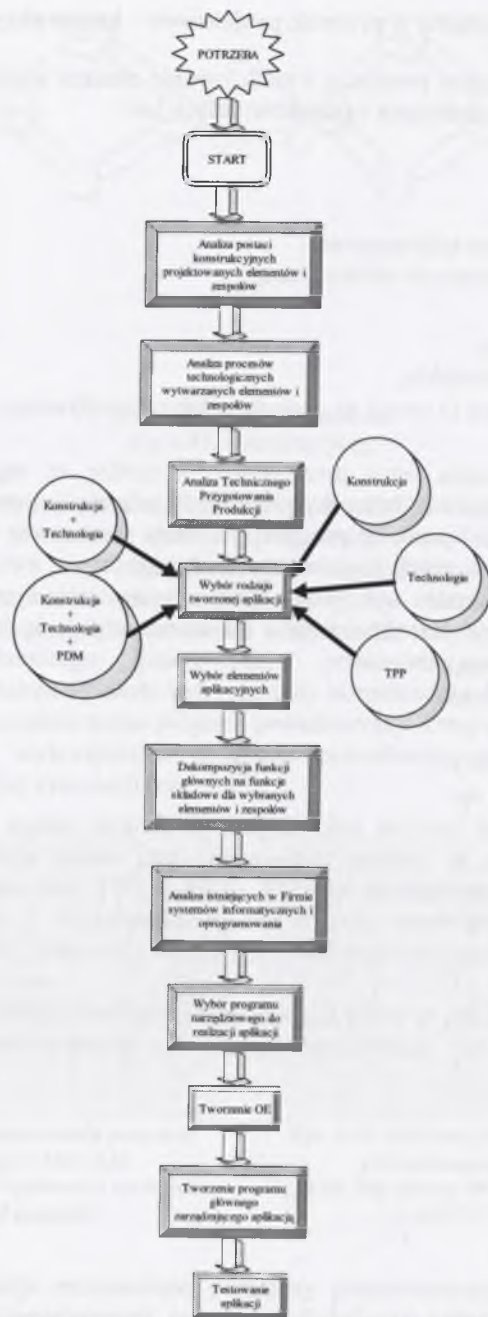 POTRZEBA
START
Analiza postaci
konstrukcyjnych
projektowanych elementów i
zespołów
Analiza procesów
technologicznych
wytwarzanych elementów i
zespołów
Analiza Technicznego
Przygotowania
Produkcji
Konstrukcja
+
Technologia
Konstrukcja
Wybór rodzaju
tworzonej aplikacji
Technologia
Konstrukcja
+
Technologia
+
PDM
TPP
Wybór elementów
aplikacyjnych
Dekompozycja funkcji
głównych na funkcje
składowe dla wybranych
elementów i zespołów
Analiza istniejących w Firmie
systemów informatycznych i
oprogramowania
Wybór programu
narzędziowego do
realizacji aplikacji
Tworzenie OE
Tworzenie programu
głównego
zarządzającego aplikacją
Testowanie
aplikacji